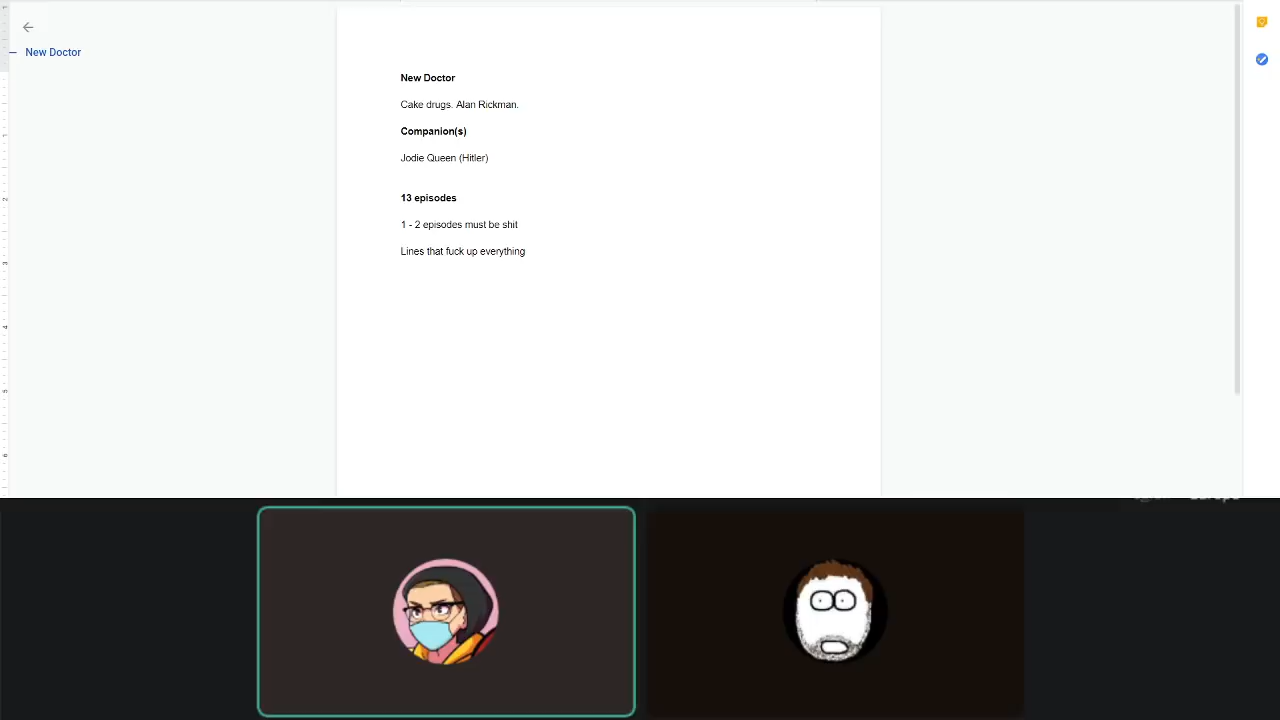 New Doctor
New Doctor
Cake drugs. Alan Rickman.
Companion(s)
Jodie Queen (Hitler)
13 episodes
1 - 2 episodes must be shit
Lines that fuck up everything